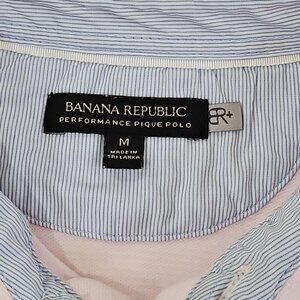 BANANA REPUBLIC
PERFORMANCE PIQUE POLO
BR+
M
MADE IN
SRI LANKA